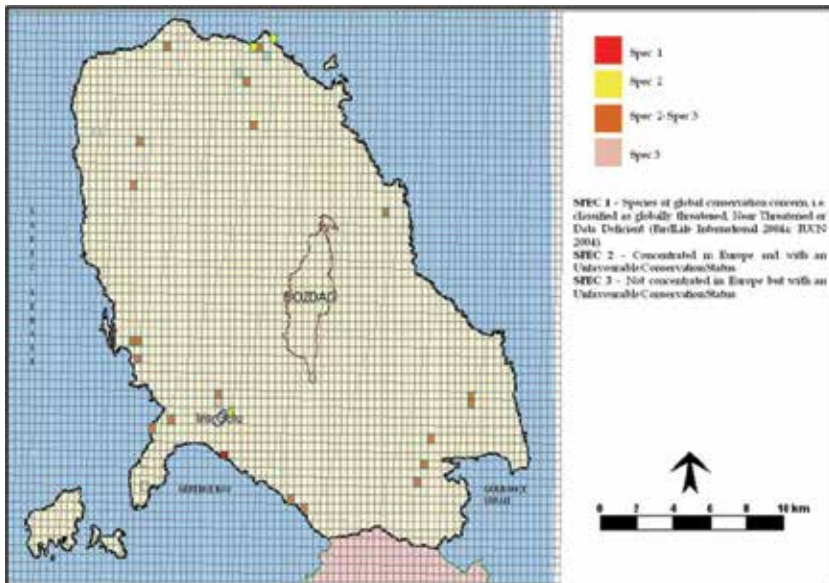 Spec 1
Spec 2
Spec 2-Spec 3
Spec 3
SPEC 1 - Species of global conservation concern, i.e.
classified as globally threatened, Near Threatened or
Data Deficient (BirdLife International 2004a; IUCN
2004)
SPEC 2 - Concentrated in Europe and with an
Unfavourable Conservation Status
SPEC 3 - Not concentrated in Europe but with an
Unfavourable Conservation Status
BOZDAG
0 2 4 6 8 10 km